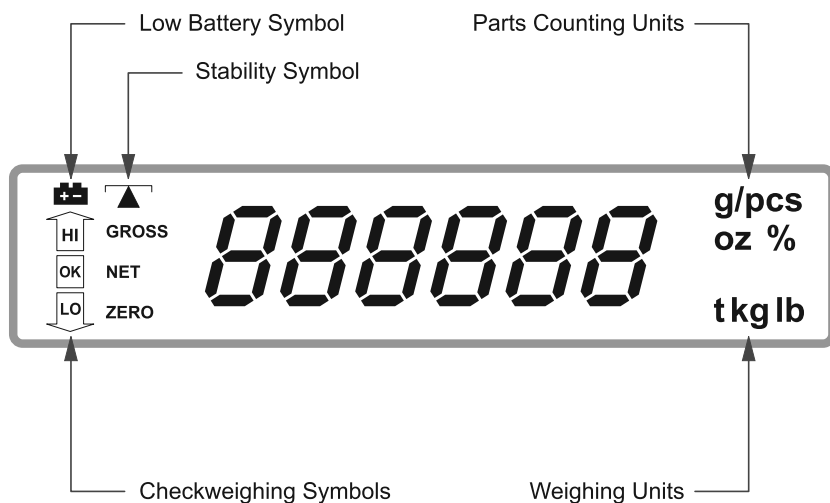 Low Battery Symbol
Parts Counting Units
Stability Symbol
g/pcs
HI GROSS
oz %
OK NET
888888
LO ZERO
t kg lb
Checkweighing Symbols
Weighing Units